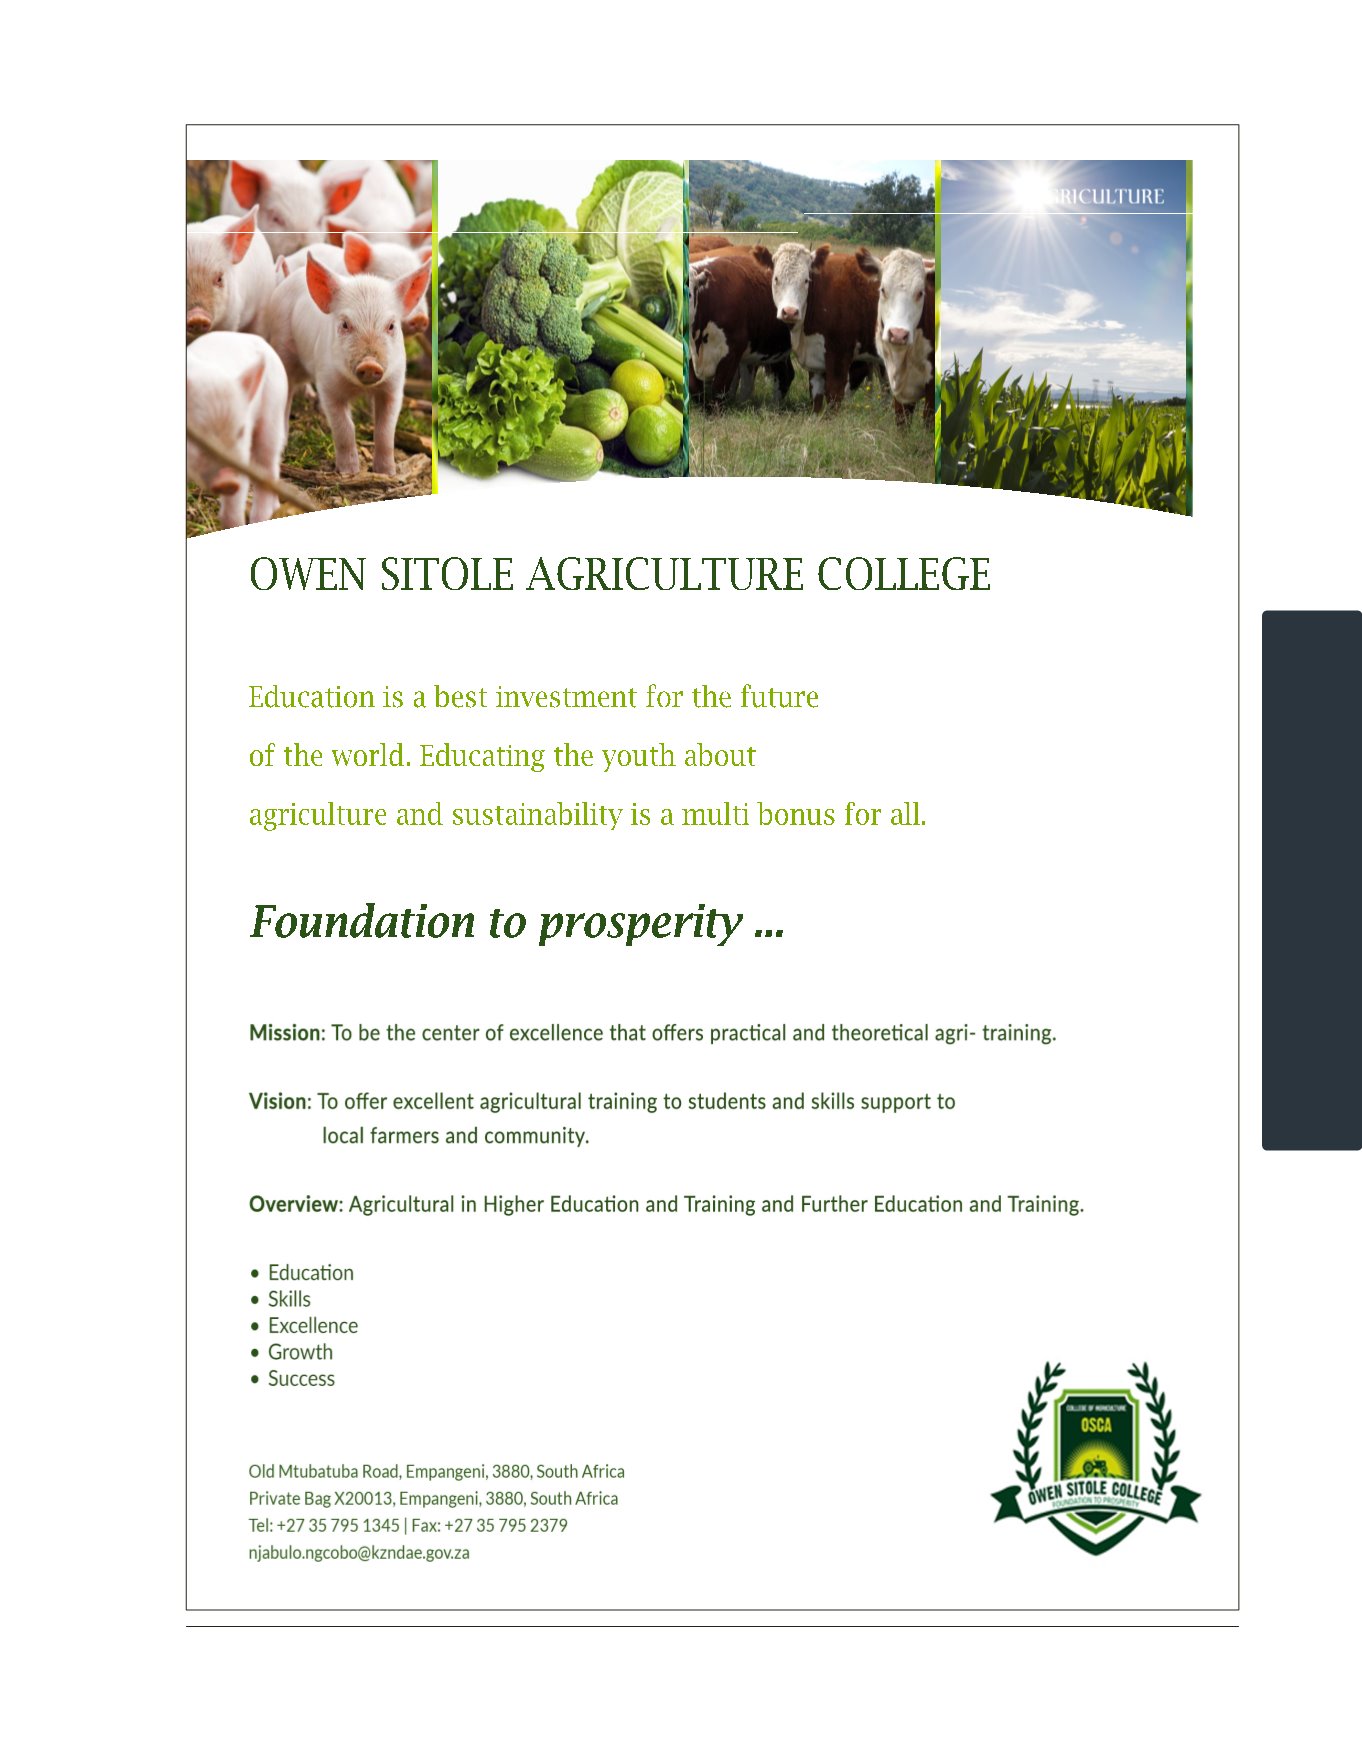 GRICULTURE
OWEN SITOLE AGRICULTURE COLLEGE
Education is a best investment for the future
of the world. Educating the youth about
agriculture and sustainability is a multi bonus for all.
Foundation to prosperity ...
Mission: To be the center of excellence that offers practical and theoretical agri- training.
Vision: To offer excellent agricultural training to students and skills support to
local farmers and community.
Overview: Agricultural in Higher Education and Training and Further Education and Training.
• Education
• Skills
• Excellence
• Growth
• Success
COLLEGE OF AGRICULTURE
OSCA
OWEN SITOLE COLLEGE
FOUNDATION TO PROSPERITY
Old Mtubatuba Road, Empangeni, 3880, South Africa
Private Bag X20013, Empangeni, 3880, South Africa
Tel: +27 35 795 1345 | Fax: +27 35 795 2379
njabulo.ngcobo@kzndae.gov.za